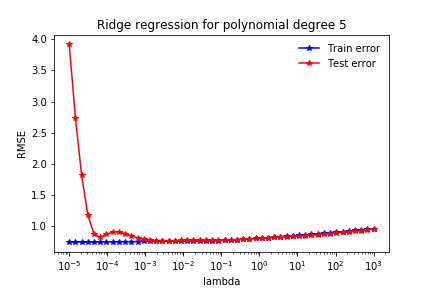 Ridge regression for polynomial degree 5
4.0
3.5
3.0
2.5
2.0
1.5
1.0
RMSE
Train error
Test error
10⁻⁵ 10⁻⁴ 10⁻³ 10⁻² 10⁻¹ 10⁰ 10¹ 10² 10³
lambda